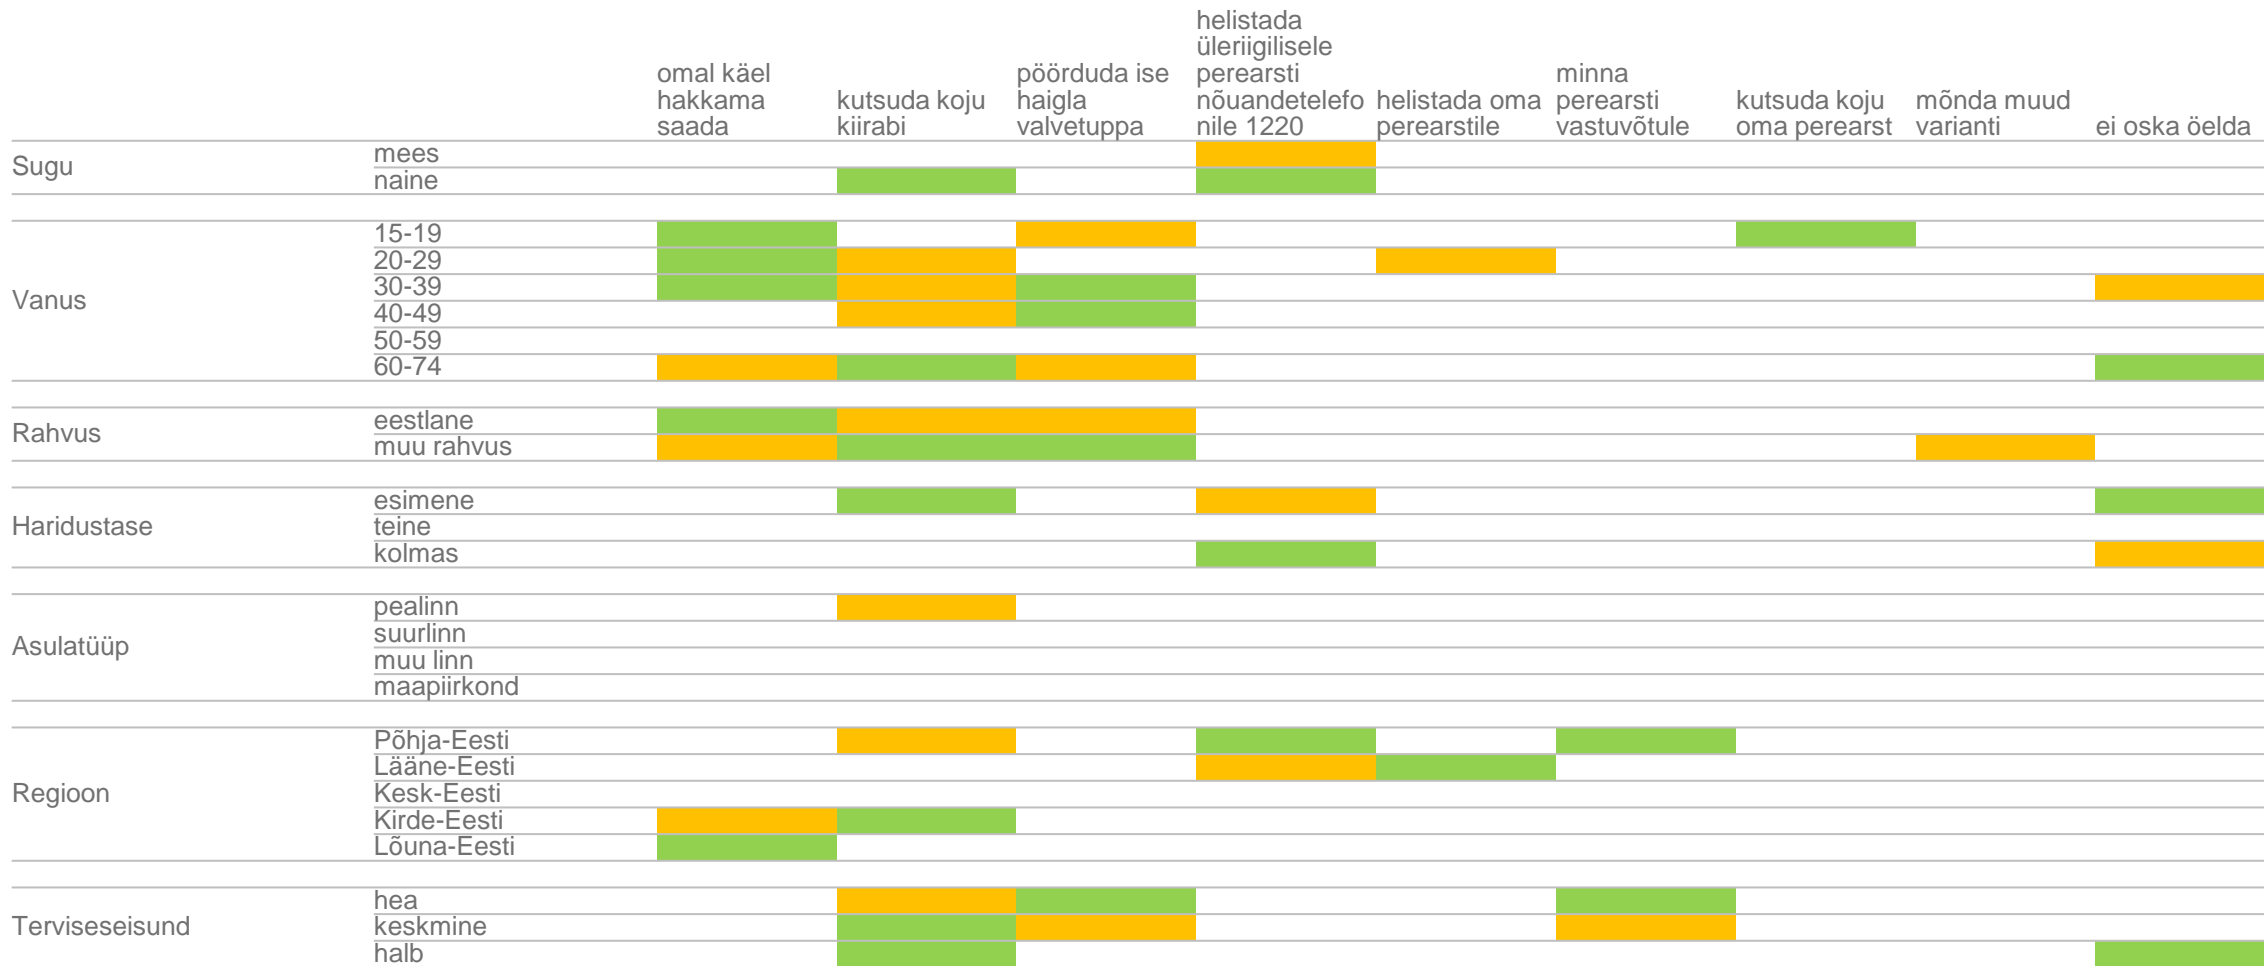 omal käel
hakkama
saada
kutsuda koju
kiirabi
pöörduda ise
haigla
valvetuppa
helistada
üleriigilisele
perearsti
nõuandetelefo
nile 1220
helistada oma
perearstile
minna
perearsti
vastuvõtule
kutsuda koju
oma perearst
mõnda muud
varianti
ei oska öelda
Sugu
mees
naine
Vanus
15-19
20-29
30-39
40-49
50-59
60-74
Rahvus
eestlane
muu rahvus
Haridustase
esimene
teine
kolmas
Asulatüüp
pealinn
suurlinn
muu linn
maapiirkond
Regioon
Põhja-Eesti
Lääne-Eesti
Kesk-Eesti
Kirde-Eesti
Lõuna-Eesti
Terviseseisund
hea
keskmine
halb